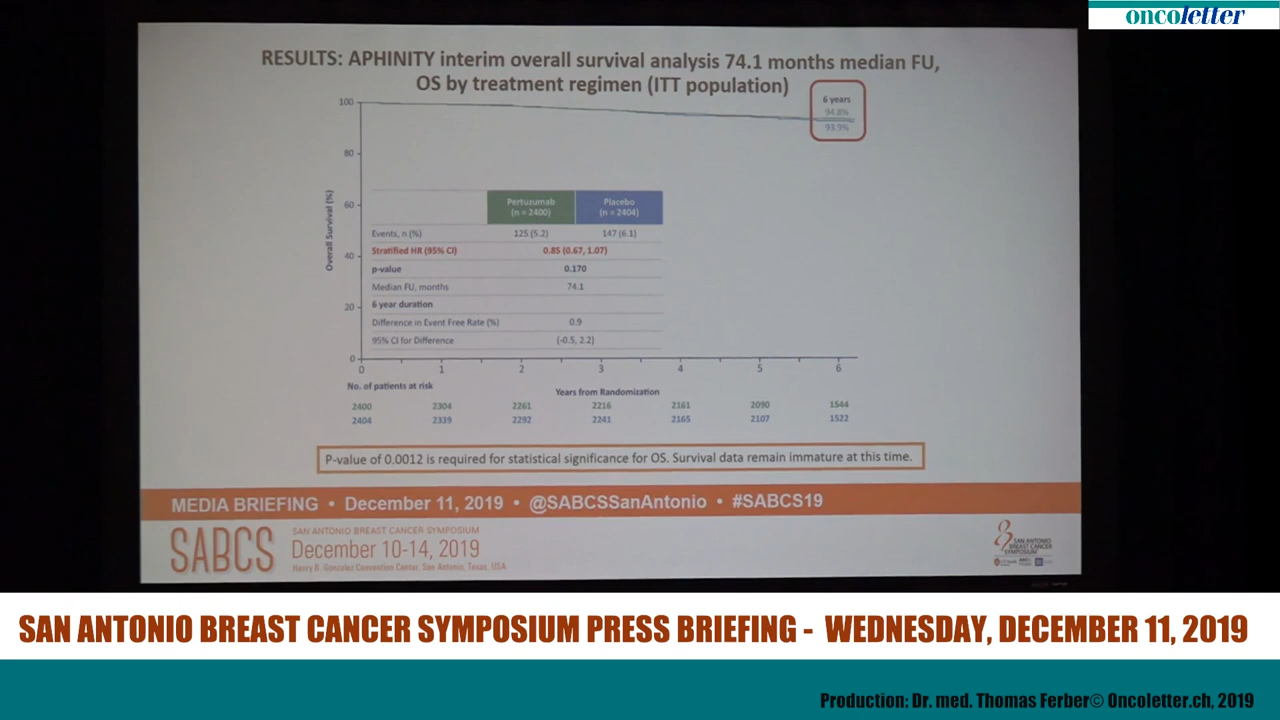 oncoletter
RESULTS: APHINITY interim overall survival analysis 74.1 months median FU,
OS by treatment regimen (ITT population)
6 years
94.8%
93.9%
100
80
60
40
20
0
Overall Survival (%)
Pertuzumab Placebo
(n = 2400) (n = 2404)
Events, n (%) 125 (5.2) 147 (6.1)
Stratified HR (95% CI) 0.85 (0.67, 1.07)
p-value 0.170
Median FU, months 74.1
6 year duration
Difference in Event Free Rate (%) 0.9
95% CI for Difference (-0.5, 2.2)
0 1 2 3 4 5 6
No. of patients at risk Years from Randomization
2400 2304 2261 2216 2161 2090 1544
2404 2339 2292 2241 2165 2107 1522
P-value of 0.0012 is required for statistical significance for OS. Survival data remain immature at this time.
MEDIA BRIEFING • December 11, 2019 • @SABCSSanAntonio • #SABCS19
SABCS
SAN ANTONIO BREAST CANCER SYMPOSIUM
December 10-14, 2019
Henry B. Gonzalez Convention Center, San Antonio, Texas, USA
SAN ANTONIO
BREAST CANCER
SYMPOSIUM
SAN ANTONIO BREAST CANCER SYMPOSIUM PRESS BRIEFING - WEDNESDAY, DECEMBER 11, 2019
Production: Dr. med. Thomas Ferber© Oncoletter.ch, 2019